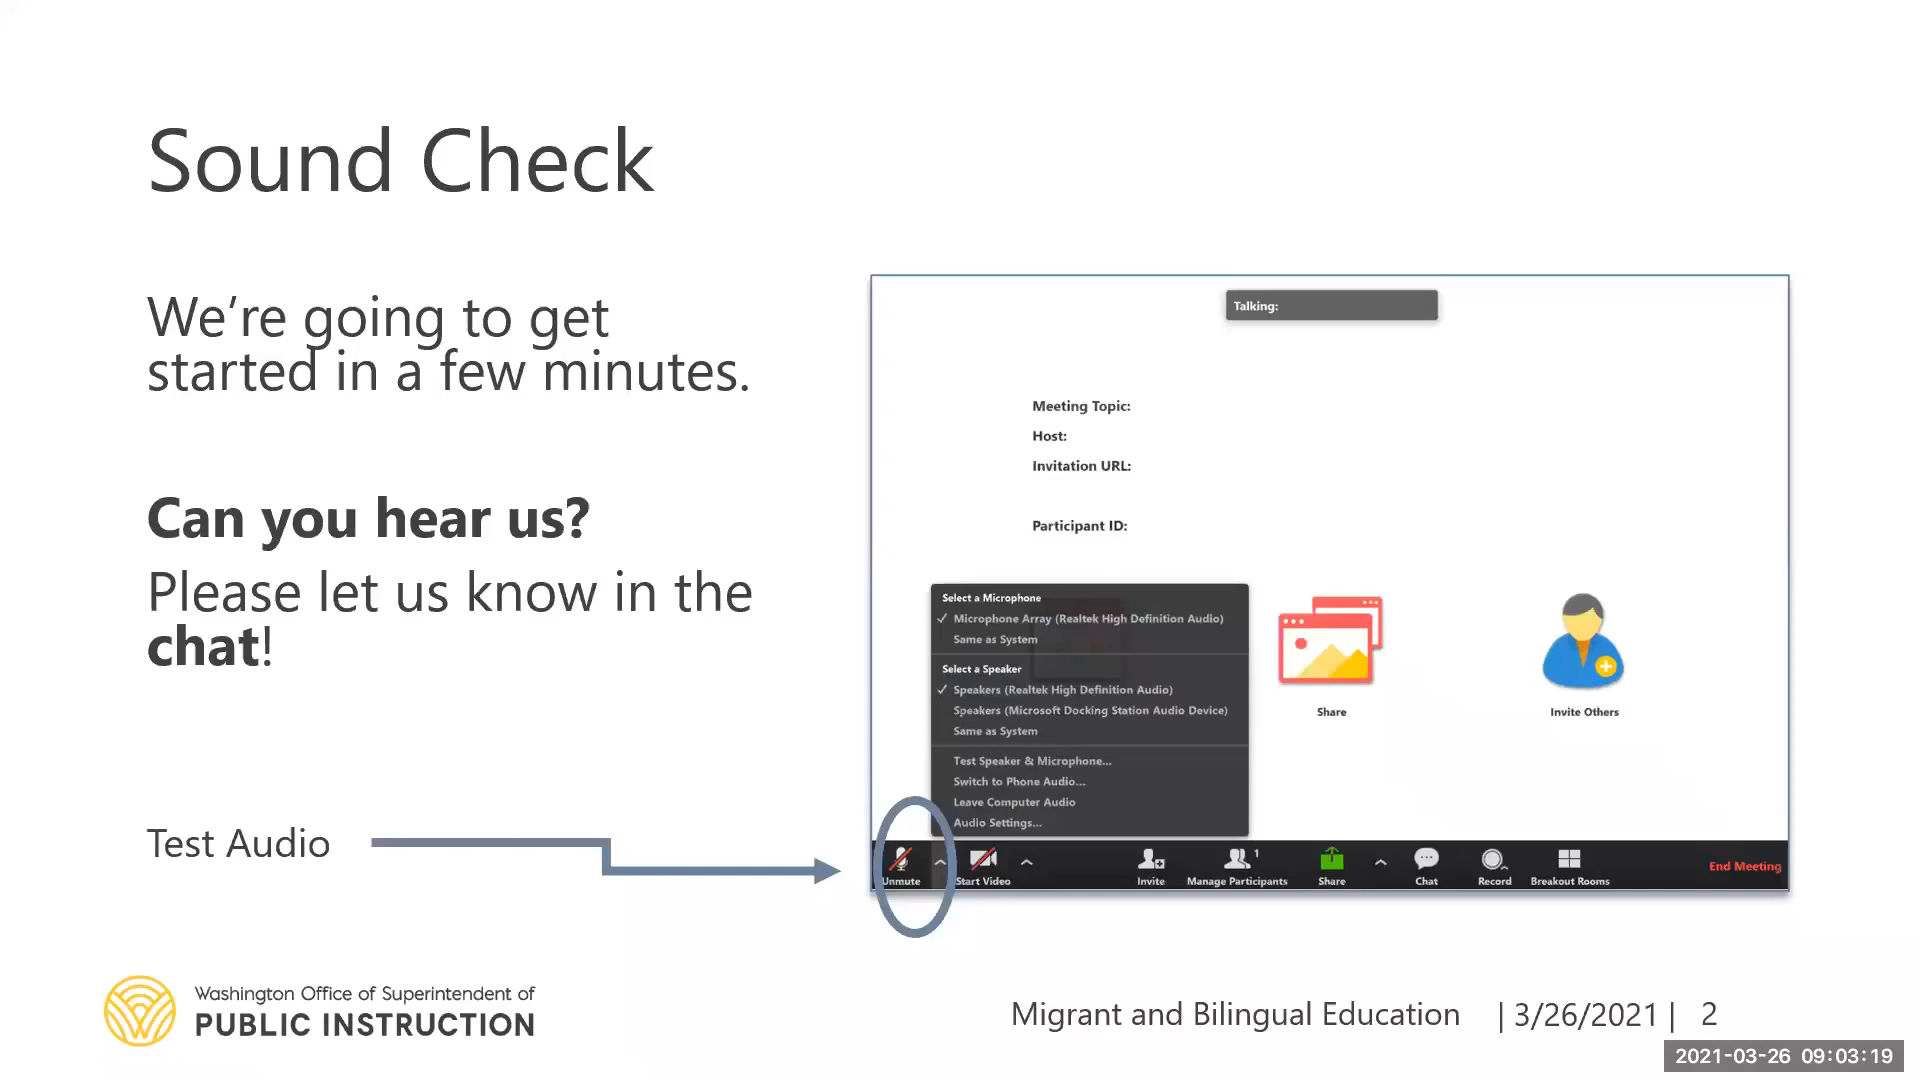 Sound Check
We're going to get
started in a few minutes.
Can you hear us?
Please let us know in the
chat!
Test Audio
Talking:
Meeting Topic:
Host:
Invitation URL:
Participant ID:
Select a Microphone
✓ Microphone Array (Realtek High Definition Audio)
Same as System
Select a Speaker
✓ Speakers (Realtek High Definition Audio)
Speakers (Microsoft Docking Station Audio Device)
Same as System
Test Speaker & Microphone...
Switch to Phone Audio...
Leave Computer Audio
Audio Settings...
Share
Invite Others
Unmute
Start Video
Invite
1
Manage Participants
Share
Chat
Record
Breakout Rooms
End Meeting
Washington Office of Superintendent of
PUBLIC INSTRUCTION
Migrant and Bilingual Education | 3/26/2021 | 2
2021-03-26 09:03:19